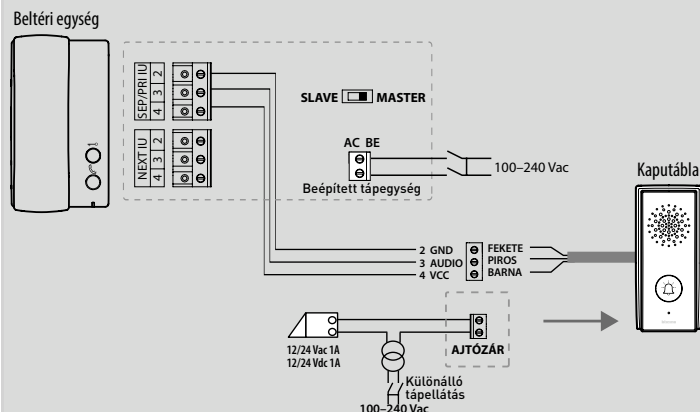 Beltéri egység
SEP/PRI IU
2
3
4
NEXT IU
2
3
4
SLAVE MASTER
AC BE
100–240 Vac
Beépített tápegység
Kaputábla
2 GND FEKETE
3 AUDIO PIROS
4 VCC BARNA
12/24 Vac 1A
12/24 Vdc 1A
AJTÓZÁR
Különálló
tápellátás
100–240 Vac